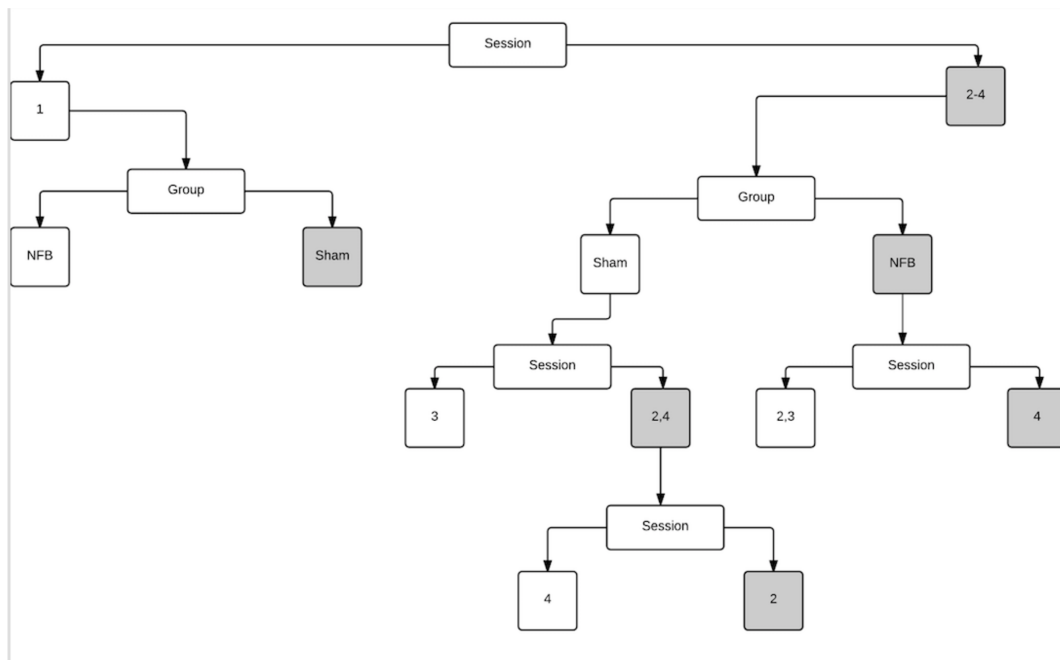 Session
1
2-4
Group
Group
NFB
Sham
Sham
NFB
Session
Session
3
2,4
2,3
4
Session
4
2